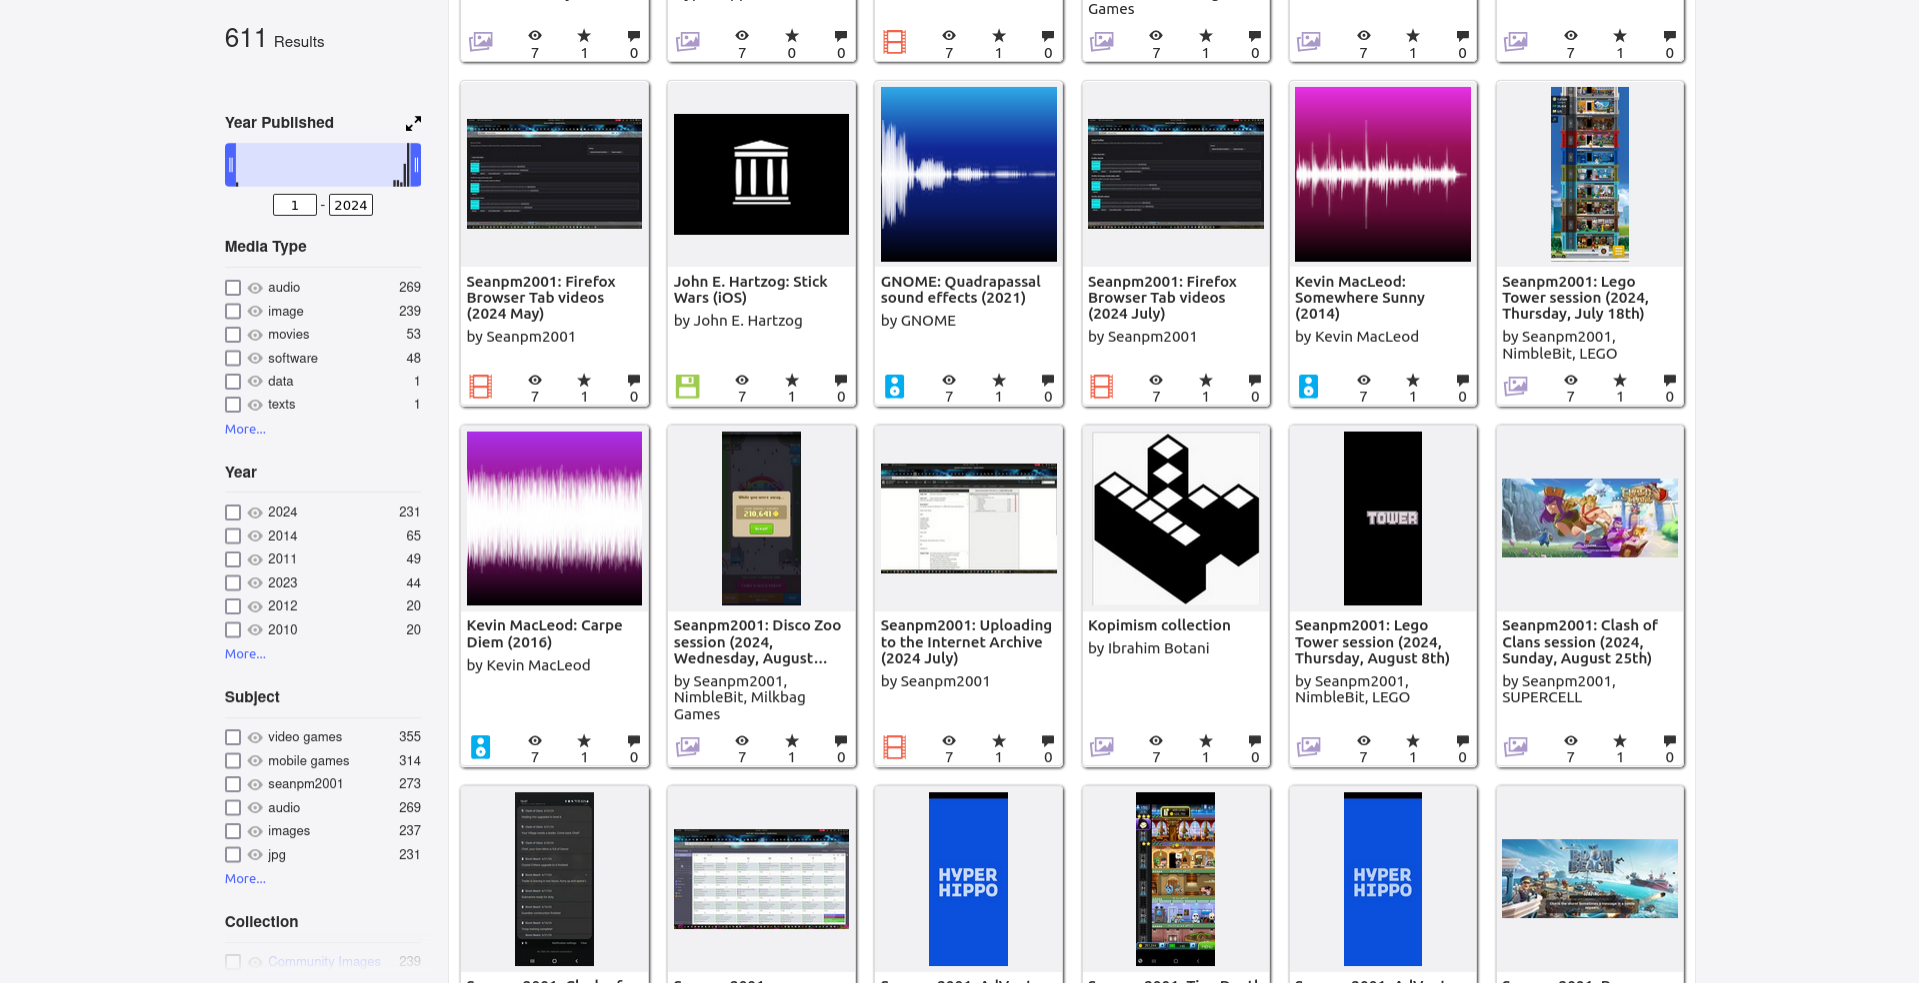 611 Results
Year Published
1 - 2024
Media Type
audio 269
image 239
movies 53
software 48
data 1
texts 1
More...
Year
2024 231
2014 65
2011 49
2023 44
2012 20
2010 20
More...
Subject
video games 355
mobile games 314
seanpm2001 273
audio 269
images 237
jpg 231
More...
Collection
Community Images 239
Games
7 1 0
7 0 0
7 1 0
7 1 0
7 1 0
7 1 0
Seanpm2001: Firefox
Browser Tab videos
(2024 May)
by Seanpm2001
7 1 0
John E. Hartzog: Stick
Wars (iOS)
by John E. Hartzog
7 1 0
GNOME: Quadrapassal
sound effects (2021)
by GNOME
7 1 0
Seanpm2001: Firefox
Browser Tab videos
(2024 July)
by Seanpm2001
7 1 0
Kevin MacLeod:
Somewhere Sunny
(2014)
by Kevin MacLeod
7 1 0
Seanpm2001: Lego
Tower session (2024,
Thursday, July 18th)
by Seanpm2001,
NimbleBit, LEGO
7 1 0
Kevin MacLeod: Carpe
Diem (2016)
by Kevin MacLeod
7 1 0
While you were away...
210,641
Seanpm2001: Disco Zoo
session (2024,
Wednesday, August...
by Seanpm2001,
NimbleBit, Milkbag
Games
7 1 0
Seanpm2001: Uploading
to the Internet Archive
(2024 July)
by Seanpm2001
7 1 0
Kopimism collection
by Ibrahim Botani
7 1 0
TOWER
Seanpm2001: Lego
Tower session (2024,
Thursday, August 8th)
by Seanpm2001,
NimbleBit, LEGO
7 1 0
Seanpm2001: Clash of
Clans session (2024,
Sunday, August 25th)
by Seanpm2001,
SUPERCELL
7 1 0
HYPER
HIPPO
HYPER
HIPPO
BOOM
BEACH